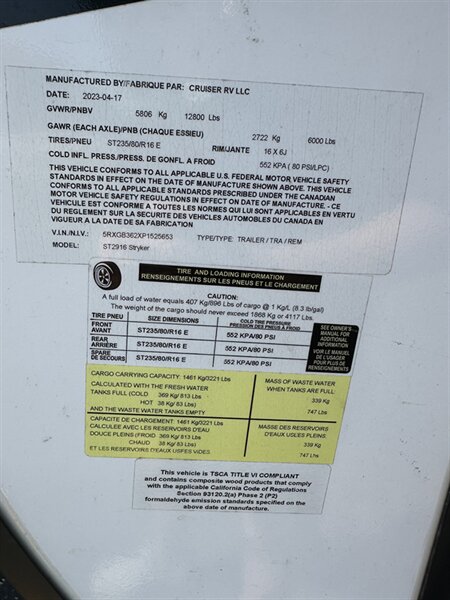 MANUFACTURED BY/FABRIQUE PAR: CRUISER RV LLC
DATE: 2023-04-17
GVWR/PNBV 5806 Kg 12800 Lbs
GAWR (EACH AXLE)/PNB (CHAQUE ESSIEU) 2722 Kg 6000 Lbs
TIRES/PNEU ST235/80/R16 E RIM/JANTE 16 X 6J
COLD INFL. PRESS./PRESS. DE GONFL. A FROID 552 KPA ( 80 PSI/LPC)
THIS VEHICLE CONFORMS TO ALL APPLICABLE U.S. FEDERAL MOTOR VEHICLE SAFETY
STANDARDS IN EFFECT ON THE DATE OF MANUFACTURE SHOWN ABOVE. THIS VEHICLE
CONFORMS TO ALL APPLICABLE STANDARDS PRESCRIBED UNDER THE CANADIAN
MOTOR VEHICLE SAFETY REGULATIONS IN EFFECT ON DATE OF MANUFACTURE. -CE
VEHICULE EST CONFORME A TOUTES LES NORMES QUI LUI SONT APPLICABLES EN VERTU
DU REGLEMENT SUR LA SECURITE DES VEHICLES AUTOMOBILES DU CANADA EN
VIGUEUR A LA DATE DE SA FABRICATION
V.I.N./N.I.V.: 5RXGB362XP1525653 TYPE/TYPE: TRAILER / TRA / REM
MODEL: ST2916 Stryker
TIRE AND LOADING INFORMATION
RENSEIGNEMENTS SUR LES PNEUS ET LE CHARGEMENT
CAUTION:
A full load of water equals 407 Kg/896 Lbs of cargo @ 1 Kg/L (8.3 lb/gal)
The weight of the cargo should never exceed 1868 Kg or 4117 Lbs.
TIRE PNEU SIZE DIMENSIONS COLD TIRE PRESSURE
PRESSION DES PNEUS A FROID
FRONT
AVANT ST235/80/R16 E 552 KPA/80 PSI
REAR
ARRIÈRE ST235/80/R16 E 552 KPA/80 PSI
SPARE
DE SECOURS ST235/80/R16 E 552 KPA/80 PSI
SEE OWNER'S
MANUAL FOR
ADDITIONAL
INFORMATION
VOIR LE MANUEL
DE L'USAGER
POUR PLUS DE
RENSEIGNEMENTS
CARGO CARRYING CAPACITY: 1461 Kg/3221 Lbs
CALCULATED WITH THE FRESH WATER
TANKS FULL (COLD 369 Kg/ 813 Lbs
HOT 38 Kg/ 83 Lbs)
AND THE WASTE WATER TANKS EMPTY.
MASS OF WASTE WATER
WHEN TANKS ARE FULL:
339 Kg
747 Lbs
CAPACITE DE CHARGEMENT: 1461 Kg/3221 Lbs
CALCULEE AVEC LES RESERVOIRS D'EAU
DOUCE PLEINS (FROID 369 Kg/ 813 Lbs
CHAUD 38 Kg/ 83 Lbs)
ET LES RESERVOIRS D'EAUX USFES VIDES.
MASSE DES RESERVOIRS
D'EAUX USLES PLEINS:
339 Kg
747 Lbs
This vehicle is TSCA TITLE VI COMPLIANT
and contains composite wood products that comply
with the applicable California Code of Regulations
Section 93120.2(a) Phase 2 (P2)
formaldehyde emission standards specified on the
above date of manufacture.